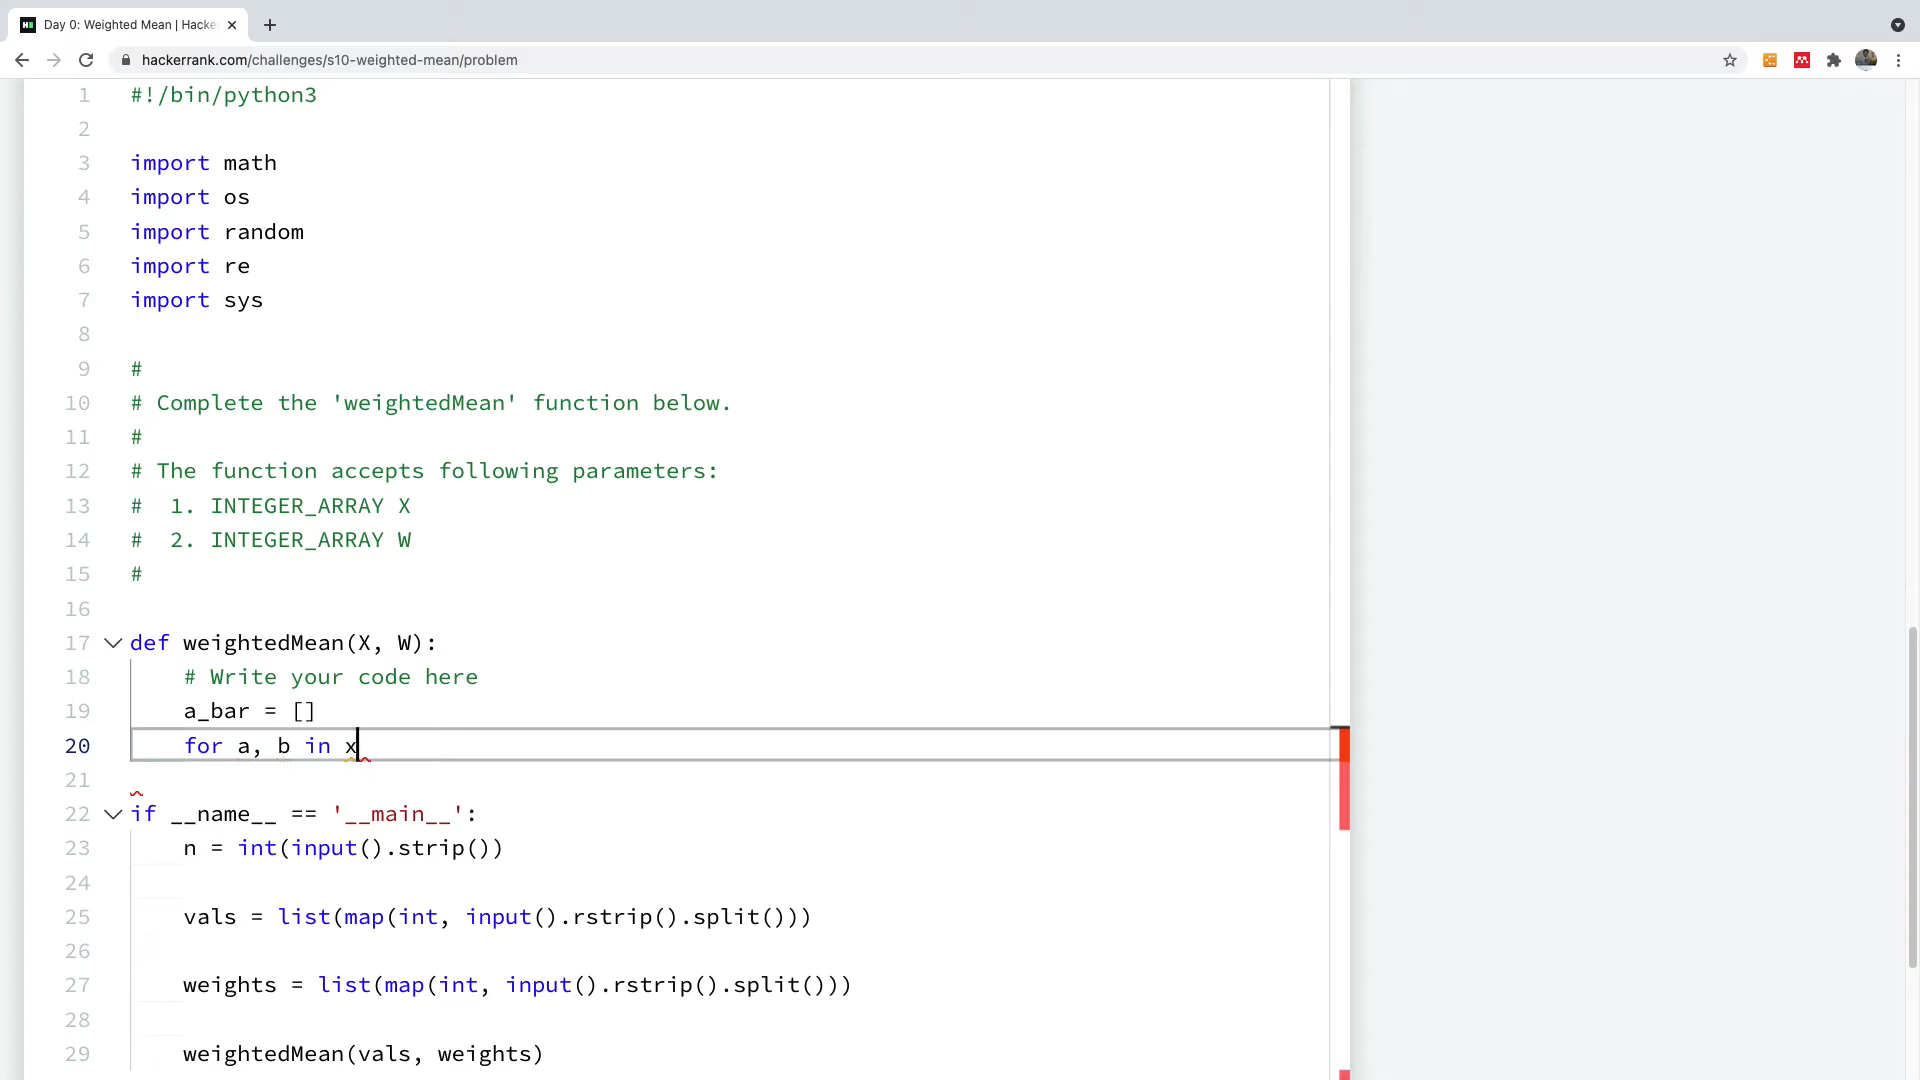 Day 0: Weighted Mean | Hacke
hackerrank.com/challenges/s10-weighted-mean/problem
1 #!/bin/python3
2
3 import math
4 import os
5 import random
6 import re
7 import sys
8
9 #
10 # Complete the 'weightedMean' function below.
11 #
12 # The function accepts following parameters:
13 #  1. INTEGER_ARRAY X
14 #  2. INTEGER_ARRAY W
15 #
16
17 def weightedMean(X, W):
18     # Write your code here
19     a_bar = []
20     for a, b in x
21
22 if __name__ == '__main__':
23     n = int(input().strip())
24
25     vals = list(map(int, input().rstrip().split()))
26
27     weights = list(map(int, input().rstrip().split()))
28
29     weightedMean(vals, weights)